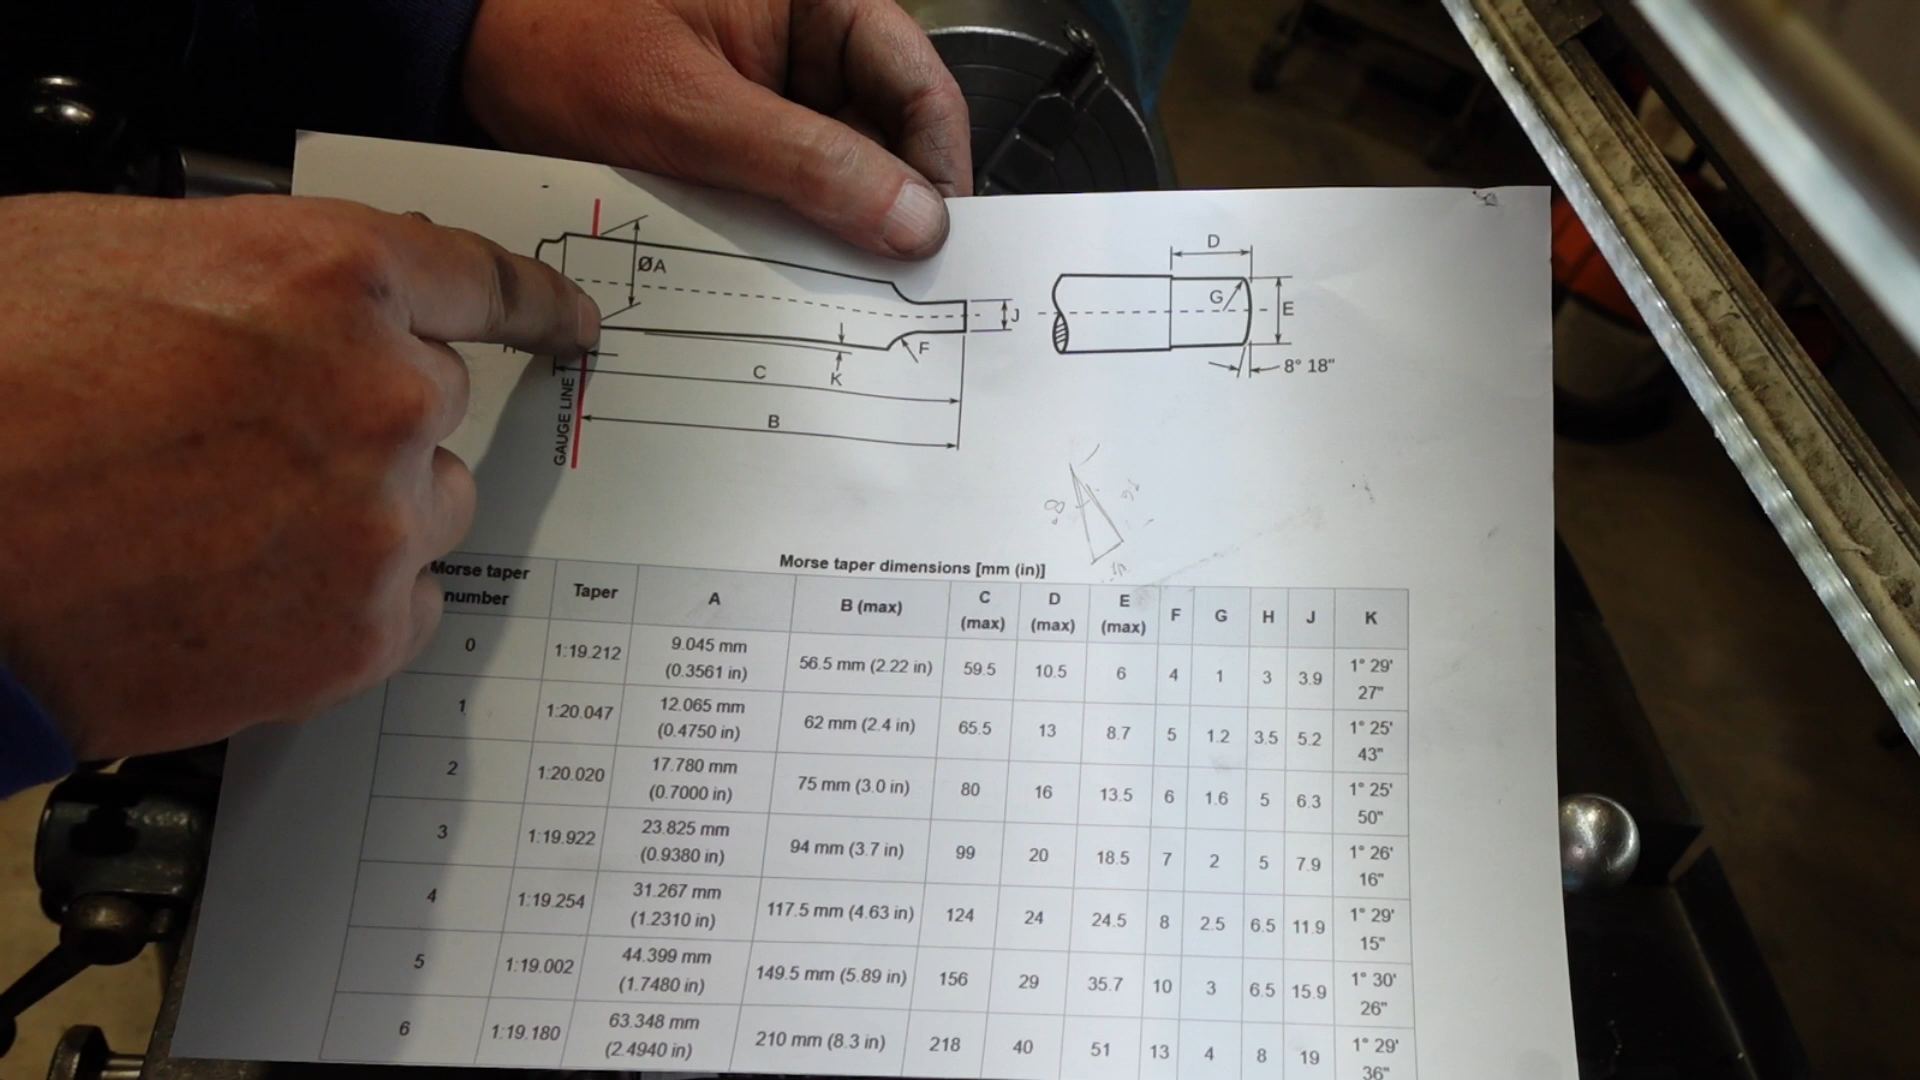 ØA
J
F
K
C
B
GAUGE LINE
D
G
E
8° 18"
8°
Morse taper dimensions [mm (in)]
Morse taper number Taper A B (max) C (max) D (max) E (max) F G H J K
0 1:19.212 9.045 mm (0.3561 in) 56.5 mm (2.22 in) 59.5 10.5 6 4 1 3 3.9 1° 29' 27"
1 1:20.047 12.065 mm (0.4750 in) 62 mm (2.4 in) 65.5 13 8.7 5 1.2 3.5 5.2 1° 25' 43"
2 1:20.020 17.780 mm (0.7000 in) 75 mm (3.0 in) 80 16 13.5 6 1.6 5 6.3 1° 25' 50"
3 1:19.922 23.825 mm (0.9380 in) 94 mm (3.7 in) 99 20 18.5 7 2 5 7.9 1° 26' 16"
4 1:19.254 31.267 mm (1.2310 in) 117.5 mm (4.63 in) 124 24 24.5 8 2.5 6.5 11.9 1° 29' 15"
5 1:19.002 44.399 mm (1.7480 in) 149.5 mm (5.89 in) 156 29 35.7 10 3 6.5 15.9 1° 30' 26"
6 1:19.180 63.348 mm (2.4940 in) 210 mm (8.3 in) 218 40 51 13 4 8 19 1° 29' 36"